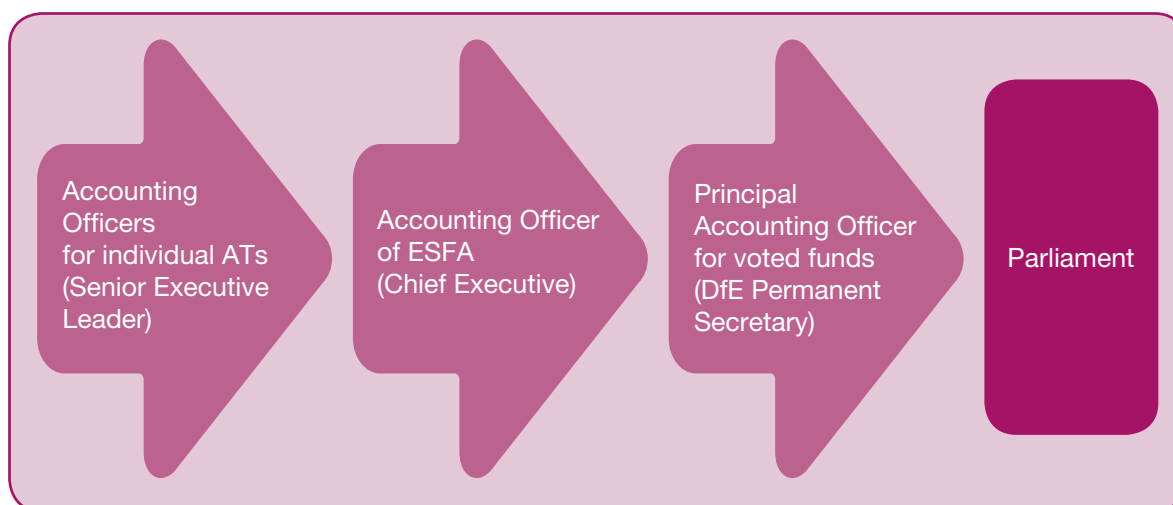 Accounting
Officers
for individual ATs
(Senior Executive
Leader)
Accounting Officer
of ESFA
(Chief Executive)
Principal
Accounting Officer
for voted funds
(DfE Permanent
Secretary)
Parliament